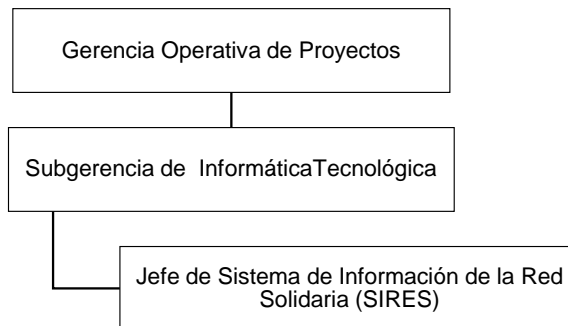 Gerencia Operativa de Proyectos
Subgerencia de InformáticaTecnológica
Jefe de Sistema de Información de la Red
Solidaria (SIRES)